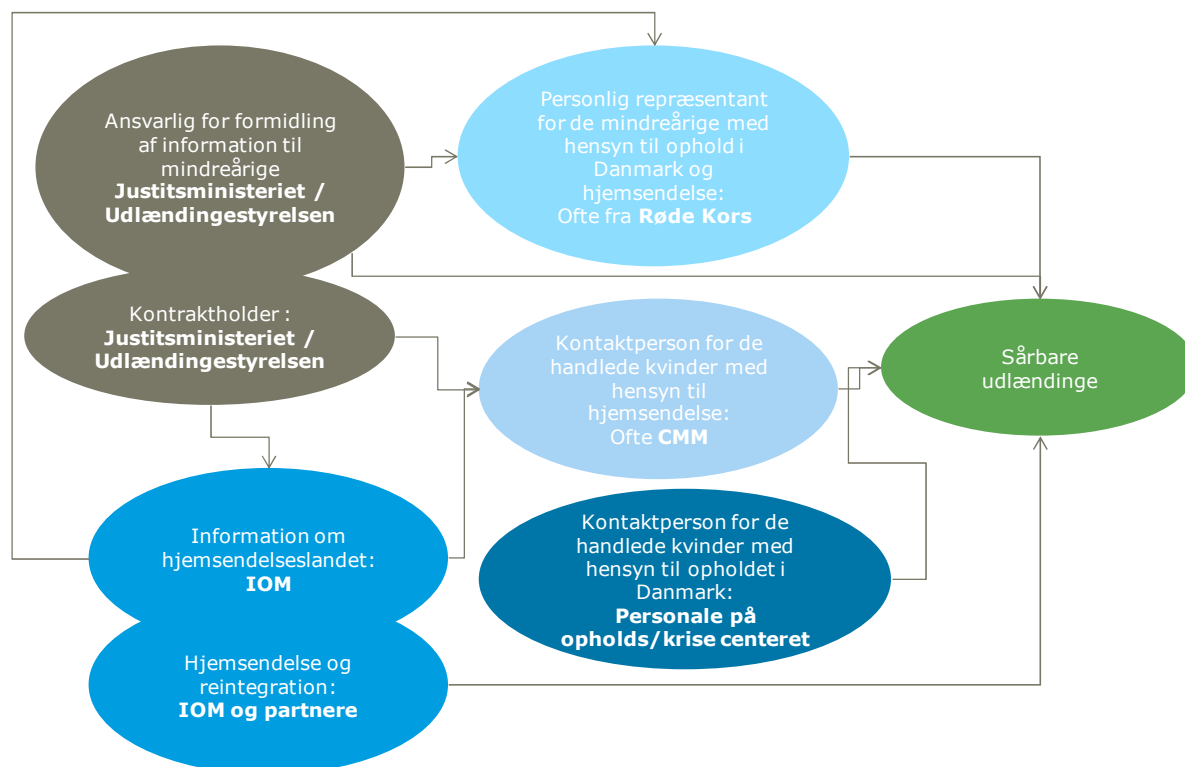 Ansvarlig for formidling
af information til
mindreårige
Justitsministeriet /
Udlændingestyrelsen
Personlig repræsentant
for de mindreårige med
hensyn til ophold i
Danmark og
hjemsendelse:
Ofte fra Røde Kors
Kontraktholder :
Justitsministeriet /
Udlændingestyrelsen
Kontaktperson for de
handlede kvinder med
hensyn til
hjemsendelse:
Ofte CMM
Sårbare
udlændinge
Information om
hjemsendelseslandet:
IOM
Kontaktperson for de
handlede kvinder med
hensyn til opholdet i
Danmark:
Personale på
opholds/krise centeret
Hjemsendelse og
reintegration:
IOM og partnere